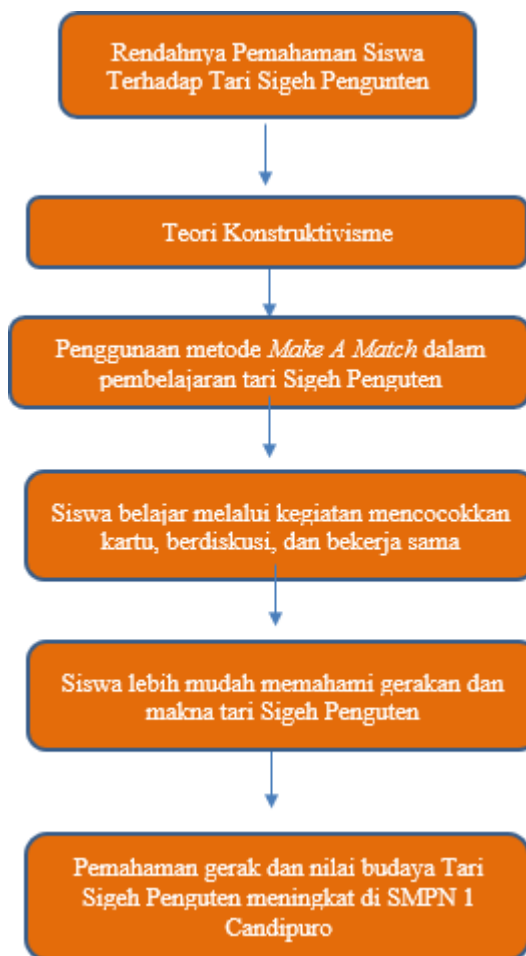 Rendahnya Pemahaman Siswa
Terhadap Tari Sigeh Pengunten
Teori Konstruktivisme
Penggunaan metode Make A Match dalam
pembelajaran tari Sigeh Penguten
Siswa belajar melalui kegiatan mencocokkan
kartu, berdiskusi, dan bekerja sama
Siswa lebih mudah memahami gerakan dan
makna tari Sigeh Penguten
Pemahaman gerak dan nilai budaya Tari
Sigeh Penguten meningkat di SMPN 1
Candipuro